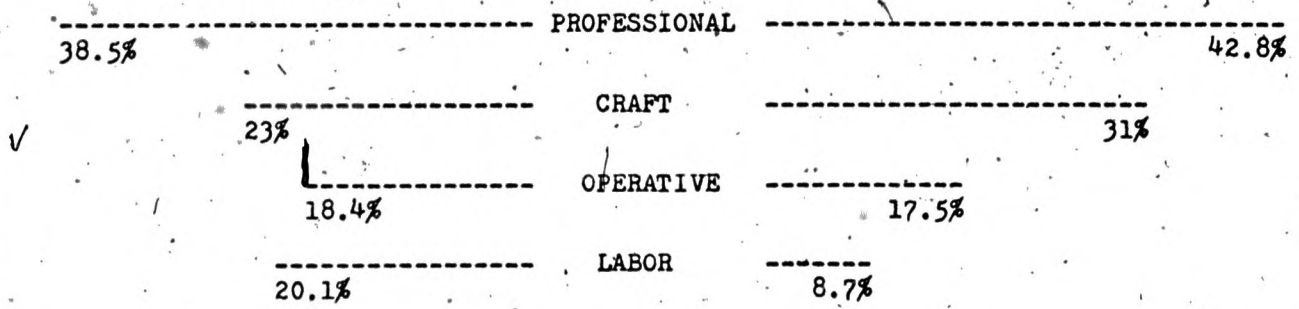 PROFESSIONAL
38.5% 42.8%
CRAFT
23% 31%
OPERATIVE
18.4% 17.5%
LABOR
20.1% 8.7%